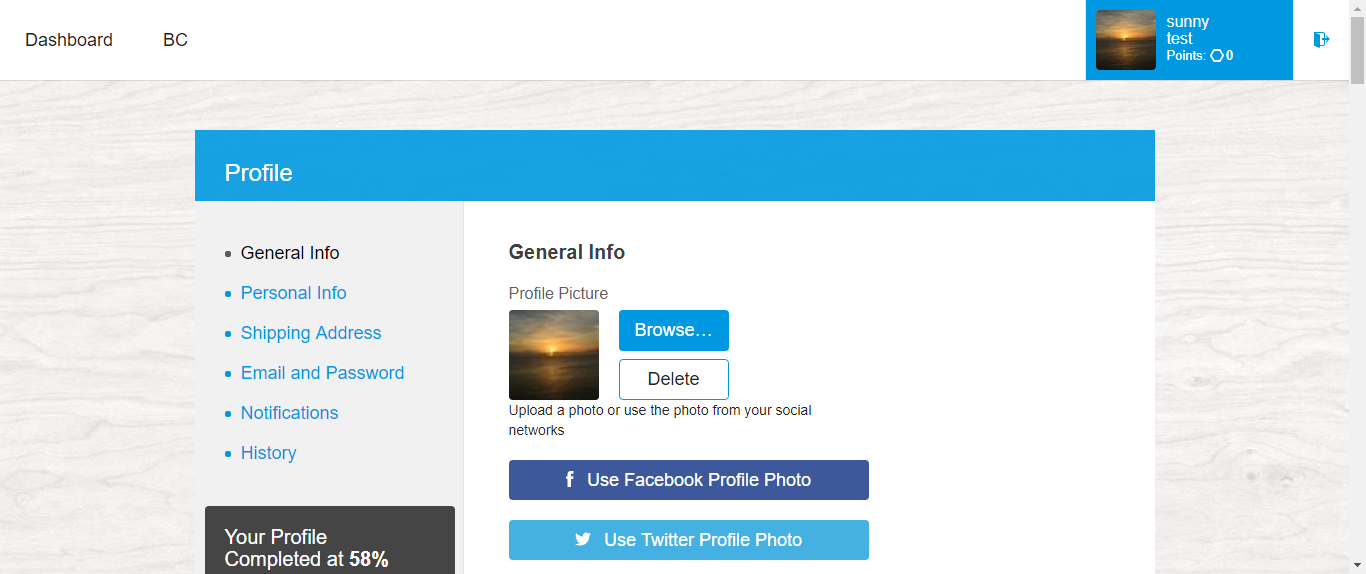 Dashboard
BC
sunny
test
Points: 0
Profile
General Info
Personal Info
Shipping Address
Email and Password
Notifications
History
Your Profile
Completed at 58%
General Info
Profile Picture
Browse…
Delete
Upload a photo or use the photo from your social
networks
Use Facebook Profile Photo
Use Twitter Profile Photo